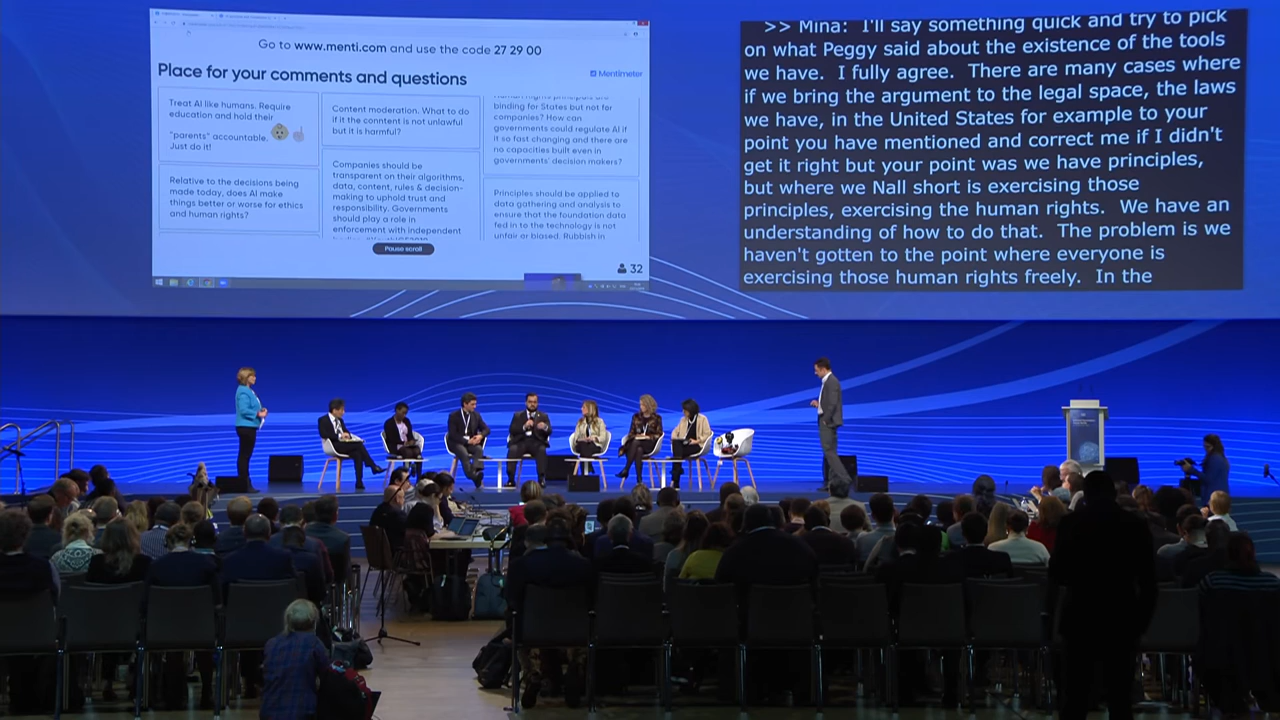 Go to www.menti.com and use the code 27 29 00
Place for your comments and questions
Mentimeter
Treat AI like humans. Require
education and hold their
"parents" accountable.
Just do it!
Relative to the decisions being
made today, does AI make
things better or worse for ethics
and human rights?
Content moderation. What to do
if it the conntent is not unlawful
but it is harmful?
Companies should be
transparent on their algorithms,
data, content, rules & decision-
making to uphold trust and
responsibility. Governments
should play a role in
enforcement with independent
binding for States but not for
companies? How can
governments could regulate AI if
it so fast changing and there are
no capacities built even in
governments' decision makers?
Principles should be applied to
data gathering and analysis to
ensure that the foundation data
fed in to the technology is not
unfair or biased. Rubbish in
Pause scroll
32
>> Mina: I'll say something quick and try to pick
on what Peggy said about the existence of the tools
we have. I fully agree. There are many cases where
if we bring the argument to the legal space, the laws
we have, in the United States for example to your
point you have mentioned and correct me if I didn't
get it right but your point was we have principles,
but where we Nall short is exercising those
principles, exercising the human rights. We have an
understanding of how to do that. The problem is we
haven't gotten to the point where everyone is
exercising those human rights freely. In the